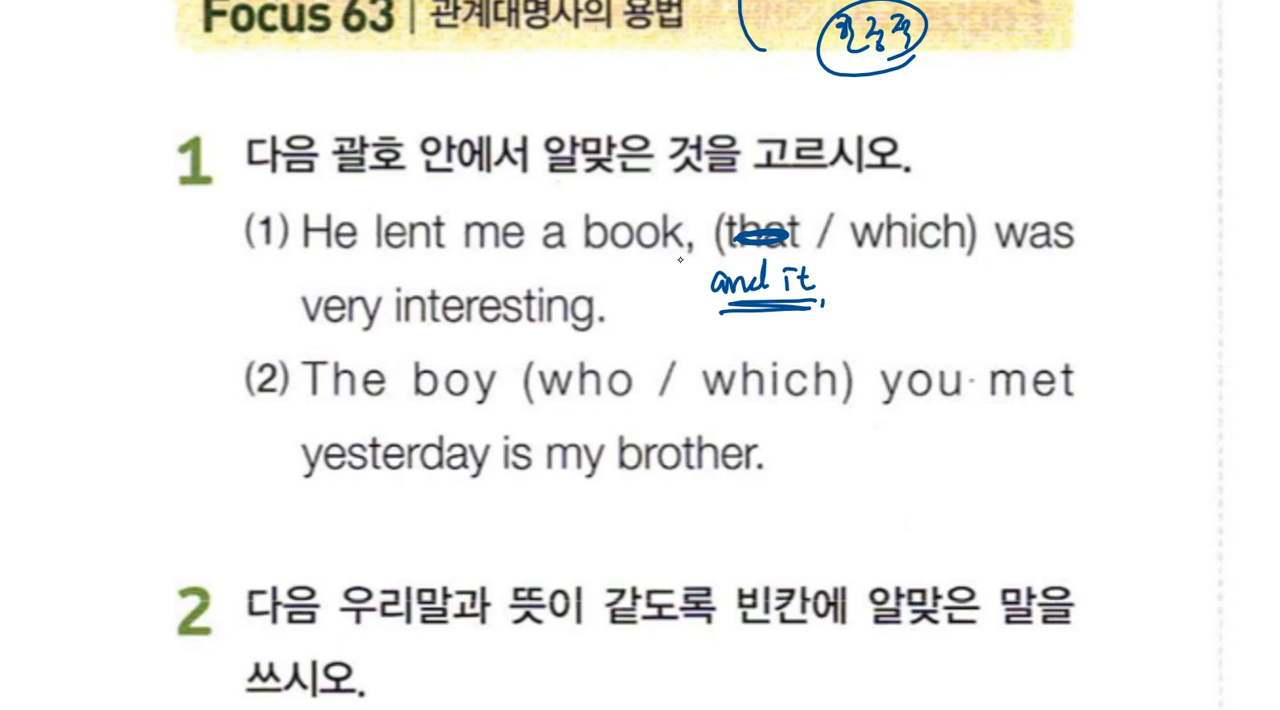 Focus 63 | 관계대명사의 용법
한정적
1 다음 괄호 안에서 알맞은 것을 고르시오.
(1) He lent me a book, (that / which) was
and it
very interesting.
(2) The boy (who / which) you met
yesterday is my brother.
2 다음 우리말과 뜻이 같도록 빈칸에 알맞은 말을
쓰시오.